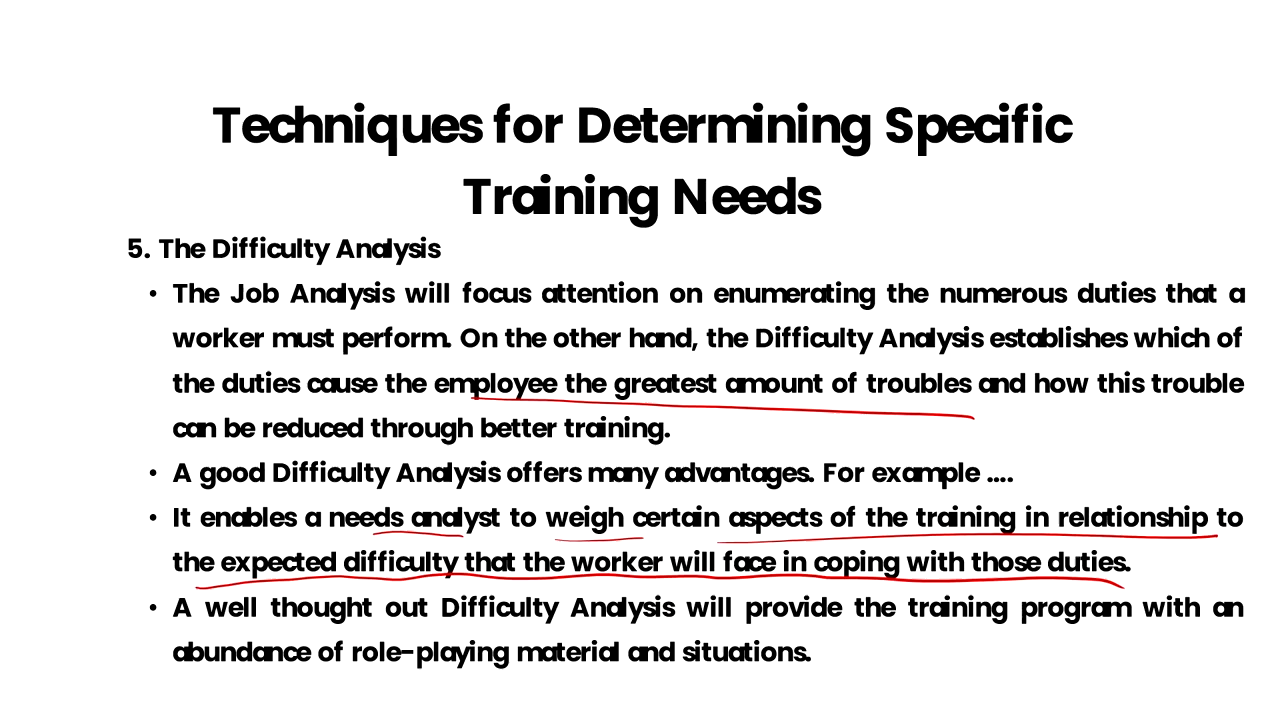 Techniques for Determining Specific
Training Needs
5. The Difficulty Analysis
• The Job Analysis will focus attention on enumerating the numerous duties that a
worker must perform. On the other hand, the Difficulty Analysis establishes which of
the duties cause the employee the greatest amount of troubles and how this trouble
can be reduced through better training.
• A good Difficulty Analysis offers many advantages. For example ....
• It enables a needs analyst to weigh certain aspects of the training in relationship to
the expected difficulty that the worker will face in coping with those duties.
• A well thought out Difficulty Analysis will provide the training program with an
abundance of role-playing material and situations.